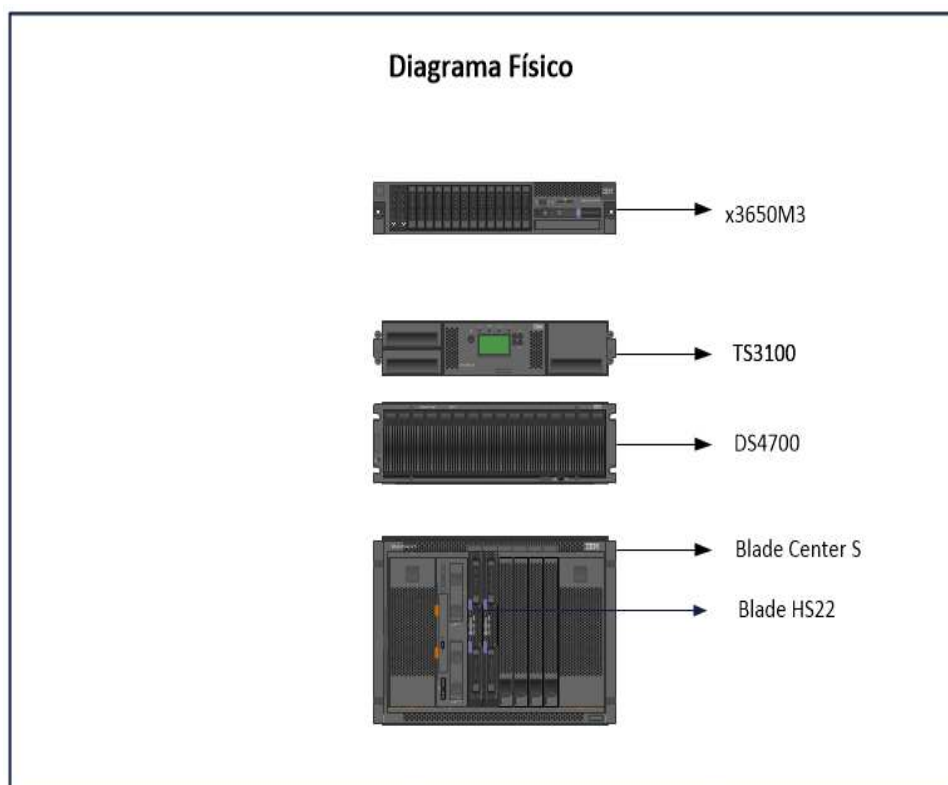 Diagrama Físico
x3650M3
TS3100
DS4700
Blade Center S
Blade HS22